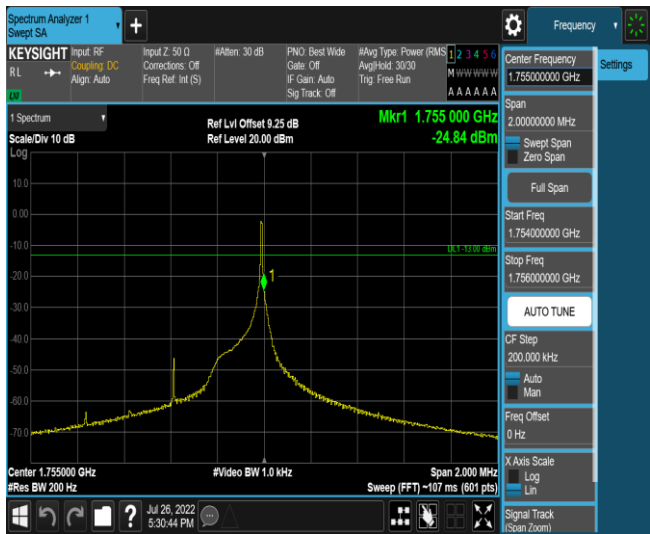 Spectrum Analyzer 1
Swept SA
Frequency
KEYSIGHT
RL
LXI
Input: RF
Coupling: DC
Align: Auto
Input Z: 50 Ω
Corrections: Off
Freq Ref: Int (S)
#Atten: 30 dB
PNO: Best Wide
Gate: Off
IF Gain: Auto
Sig Track: Off
#Avg Type: Power (RMS
Avg|Hold: 30/30
Trig: Free Run
1 2 3 4 5 6
M W W W W W
A A A A A A
Center Frequency
1.755000000 GHz
Settings
Span
2.00000000 MHz
Swept Span
Zero Span
Full Span
Start Freq
1.754000000 GHz
Stop Freq
1.756000000 GHz
AUTO TUNE
CF Step
200.000 kHz
Auto
Man
Freq Offset
0 Hz
X Axis Scale
Log
Lin
Signal Track
(Span Zoom)
1 Spectrum
Scale/Div 10 dB
Log
Ref Lvl Offset 9.25 dB
Ref Level 20.00 dBm
Mkr1 1.755 000 GHz
-24.84 dBm
10.0
0.00
-10.0
DL1 -13.00 dBm
-20.0
1
-30.0
-40.0
-50.0
-60.0
-70.0
Center 1.755000 GHz
#Video BW 1.0 kHz
Span 2.000 MHz
#Res BW 200 Hz
Sweep (FFT) ~107 ms (601 pts)
?
Jul 26, 2022
5:30:44 PM